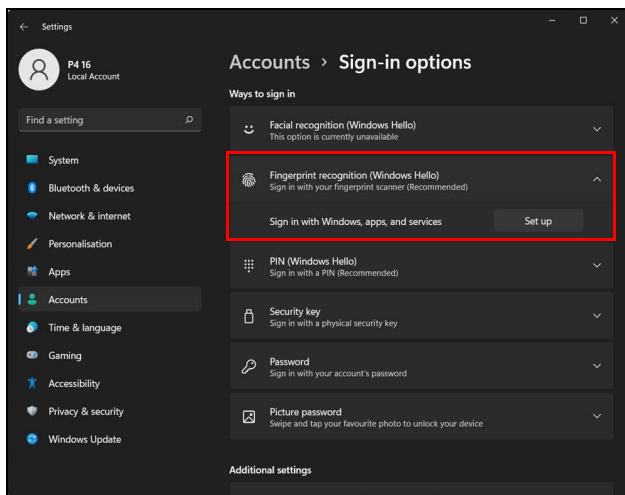 Settings
P4 16
Local Account
Find a setting
System
Bluetooth & devices
Network & internet
Personalisation
Apps
Accounts
Time & language
Gaming
Accessibility
Privacy & security
Windows Update
Accounts > Sign-in options
Ways to sign in
Facial recognition (Windows Hello)
This option is currently unavailable
Fingerprint recognition (Windows Hello)
Sign in with your fingerprint scanner (Recommended)
Sign in with Windows, apps, and services Set up
PIN (Windows Hello)
Sign in with a PIN (Recommended)
Security key
Sign in with a physical security key
Password
Sign in with your account's password
Picture password
Swipe and tap your favourite photo to unlock your device
Additional settings